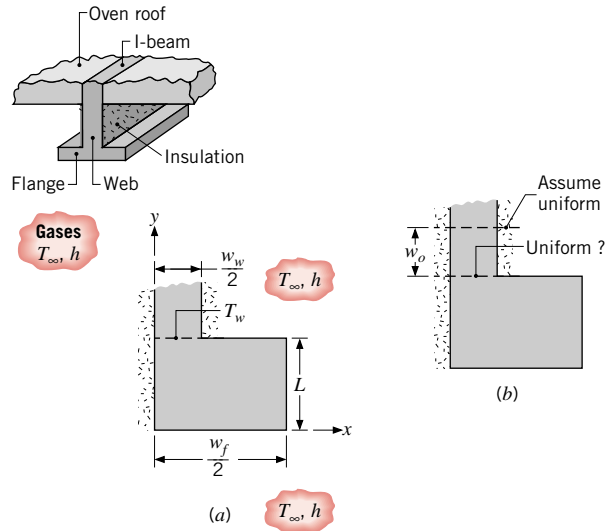 Oven roof
I-beam
Insulation
Flange
Web
Gases
T∞, h
y
w_w
2
T∞, h
T_w
L
x
w_f
2
(a)
T∞, h
Assume
uniform
w_o
Uniform ?
(b)